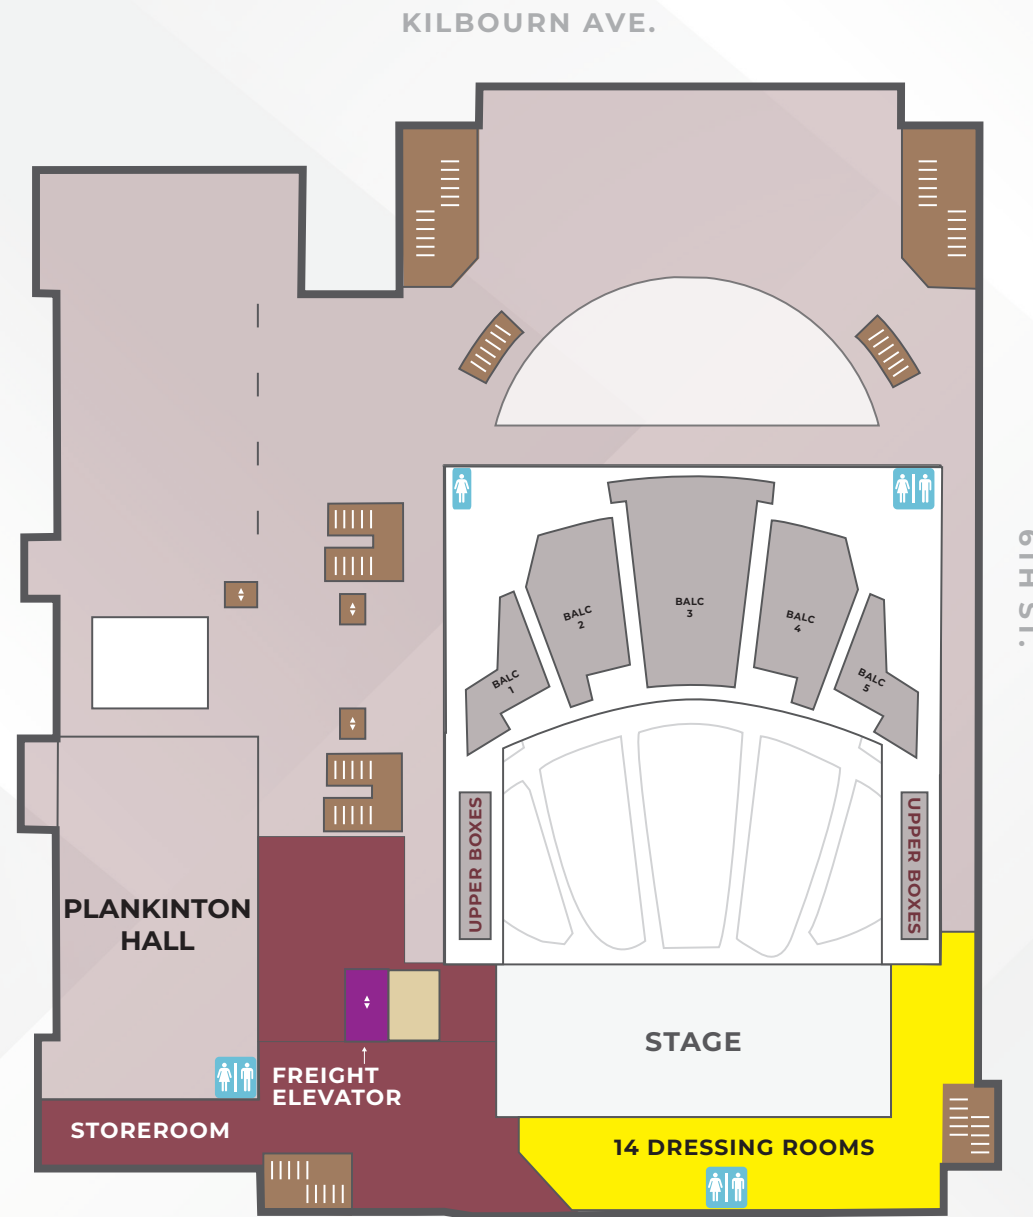 KILBOURN AVE.
6TH ST.
BALC
1
BALC
2
BALC
3
BALC
4
BALC
5
UPPER BOXES
UPPER BOXES
PLANKINTON
HALL
STAGE
FREIGHT
ELEVATOR
STOREROOM
14 DRESSING ROOMS